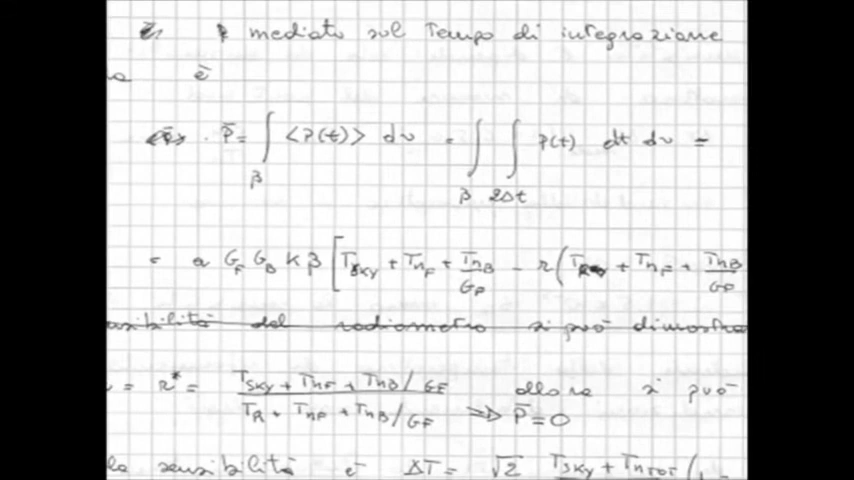 mediato sul tempo di integrazione
è
P̄ = ∫_β <P(t)> dν = ∫_β ∫_2Δt P(t) dt dν =
= a G_F G_B K β [T_SKY + T_nF + T_nB/G_F - r(T_R + T_nF + T_nB/G_F
sensibilità del radiometro si può dimostra
= r* = (T_SKY + T_nF + T_nB/G_F)/(T_R + T_nF + T_nB/G_F) ⇒ P̄ = 0 allora si può
la sensibilità è ΔT = √2 T_SKY + T_nTOT (1 -